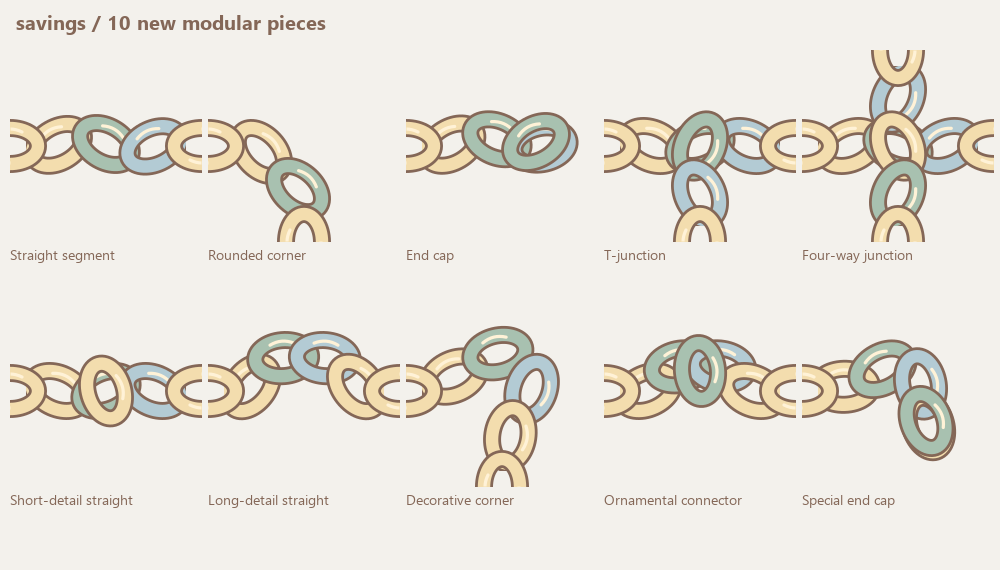 savings / 10 new modular pieces
Straight segment
Rounded corner
End cap
T-junction
Four-way junction
Short-detail straight
Long-detail straight
Decorative corner
Ornamental connector
Special end cap